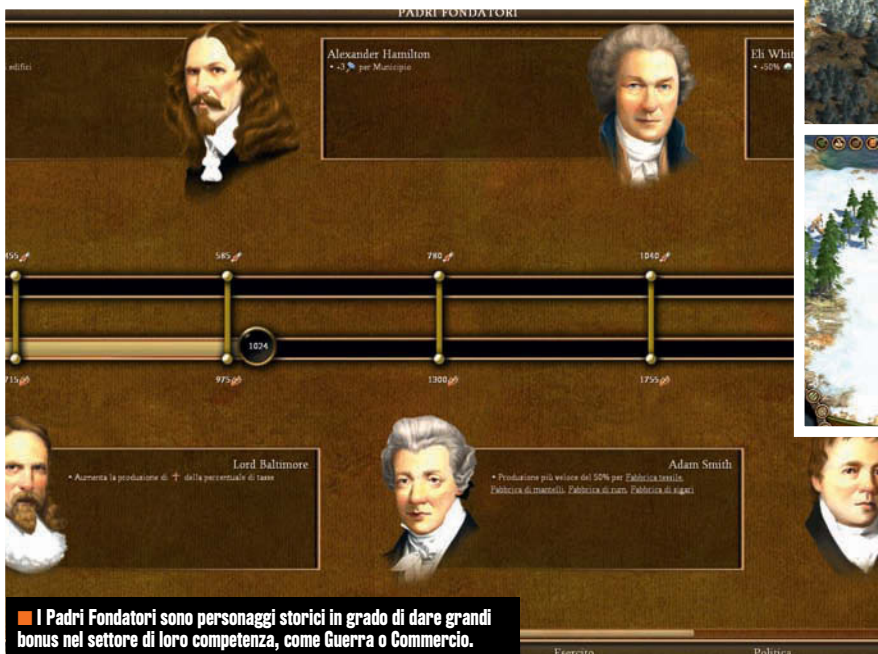 PADRI FONDATORI
edifici
Alexander Hamilton
• +3 per Municipio
Eli Whit
• +50%
455
585
780
1040
1024
715
975
1300
1755
Lord Baltimore
• Aumenta la produzione di della percentuale di tasse
Adam Smith
• Produzione più veloce del 50% per Fabbrica tessile,
Fabbrica di mantelli, Fabbrica di rum, Fabbrica di sigari
I Padri Fondatori sono personaggi storici in grado di dare grandi
bonus nel settore di loro competenza, come Guerra o Commercio.
Esercito
Politica